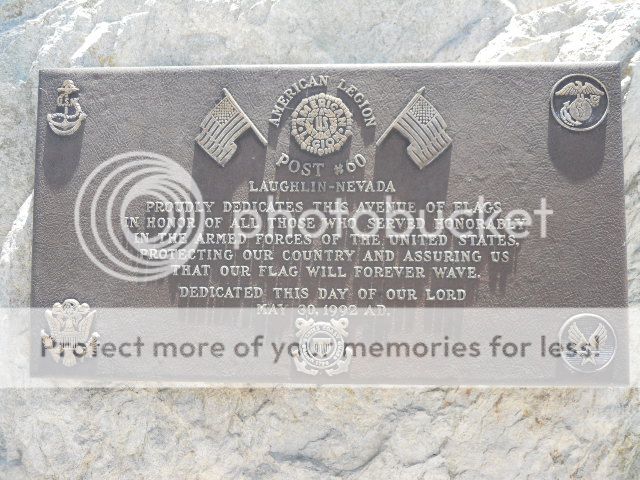 AMERICAN LEGION
AMERICAN
US
LEGION
POST #60
LAUGHLIN-NEVADA
PROUDLY DEDICATES THIS AVENUE OF FLAGS
IN HONOR OF ALL THOSE WHO SERVED HONORABLY
IN THE ARMED FORCES OF THE UNITED STATES,
PROTECTING OUR COUNTRY AND ASSURING US
THAT OUR FLAG WILL FOREVER WAVE.
DEDICATED THIS DAY OF OUR LORD
MAY 30, 1992 AD.
photobucket
Protect more of your memories for less!